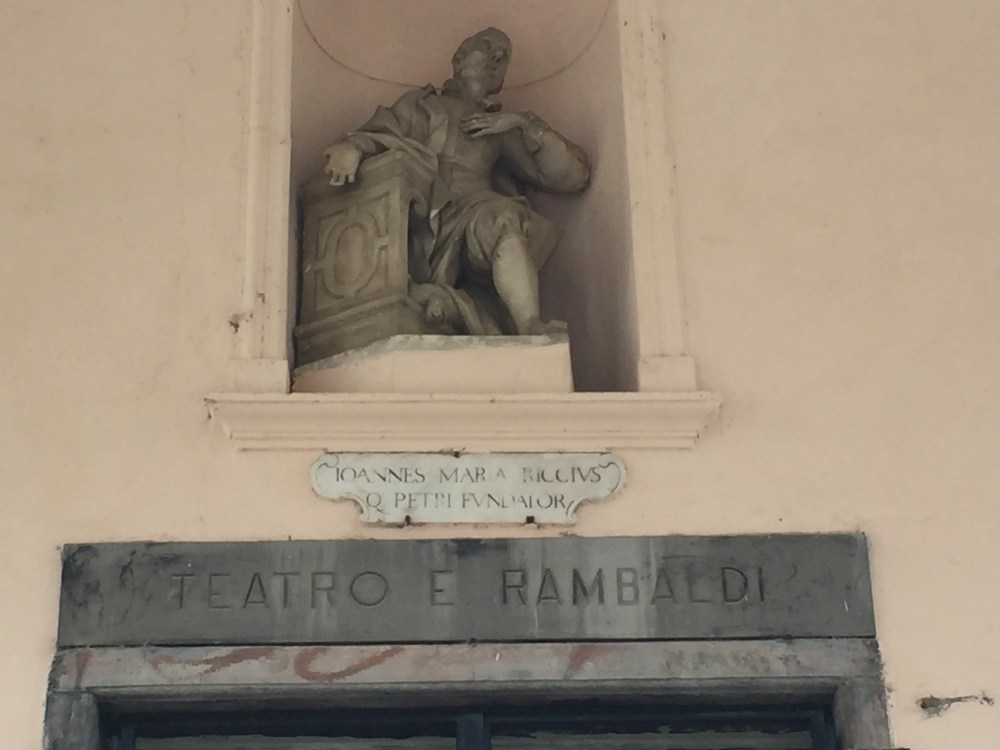 IOANNES MARIA RICCIVS
Q PETRI FVNDATOR
TEATRO E RAMBALDI